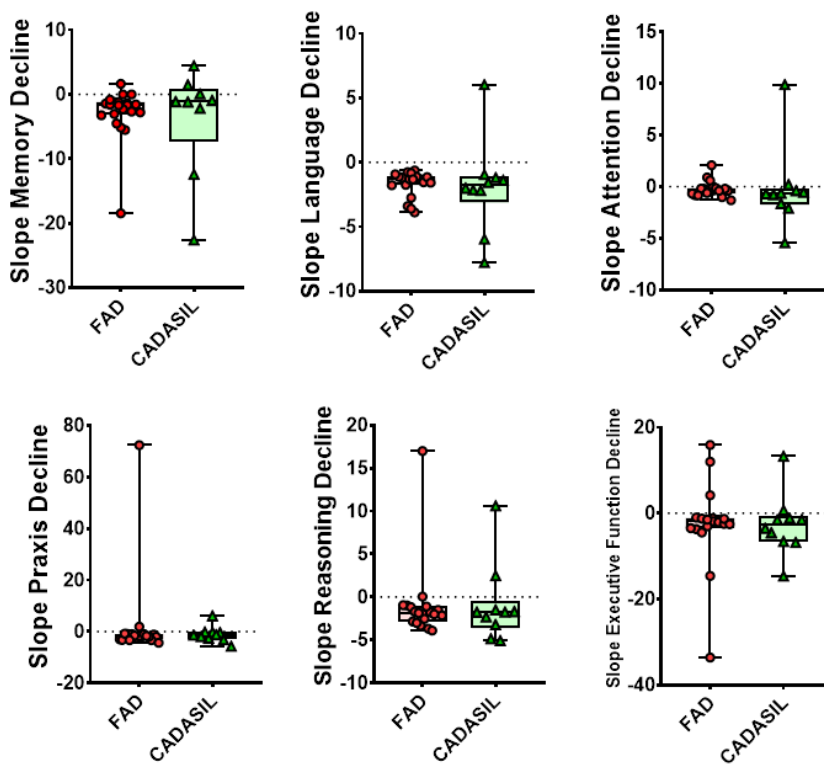 Slope Memory Decline
10
0
-10
-20
-30
FAD
CADASIL
Slope Language Decline
10
5
0
-5
-10
FAD
CADASIL
Slope Attention Decline
15
10
5
0
-5
-10
FAD
CADASIL
Slope Praxis Decline
80
60
40
20
0
-20
FAD
CADASIL
Slope Reasoning Decline
20
15
10
5
0
-5
-10
FAD
CADASIL
Slope Executive Function Decline
20
0
-20
-40
FAD
CADASIL